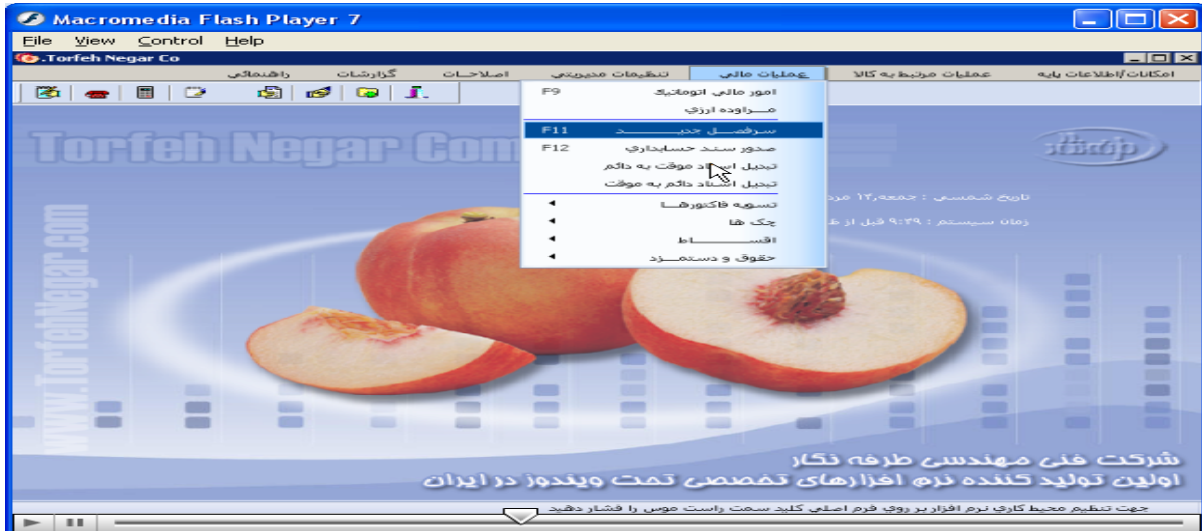 Macromedia Flash Player 7
File View Control Help
.Torfeh Negar Co
امکانات/اطلاعات پایه عملیات مرتبط به کالا عملیات مالی تنظیمات مدیریتی اصلاحات گزارشات راهنمائی
امور مالی اتوماتیک F9
مراوده ارزی
سرفصل جدید F11
صدور سند حسابداری F12
تبدیل اسناد موقت به دائم
تبدیل اسناد دائم به موقت
تسویه فاکتورها
چک ها
اقساط
حقوق و دستمزد
Torfeh Negar Com
تاریخ شمسی : جمعه,۱۴
زمان سیستم : ۹:۴۹ قبل از
www.TorfehNegar.com
شرکت فنی مهندسی طرفه نگار
اولین تولید کننده نرم افزارهای تخصصی تحت ویندوز در ایران
جهت تنظیم محیط کاری نرم افزار بر روی فرم اصلی کلید سمت راست موس را فشار دهید